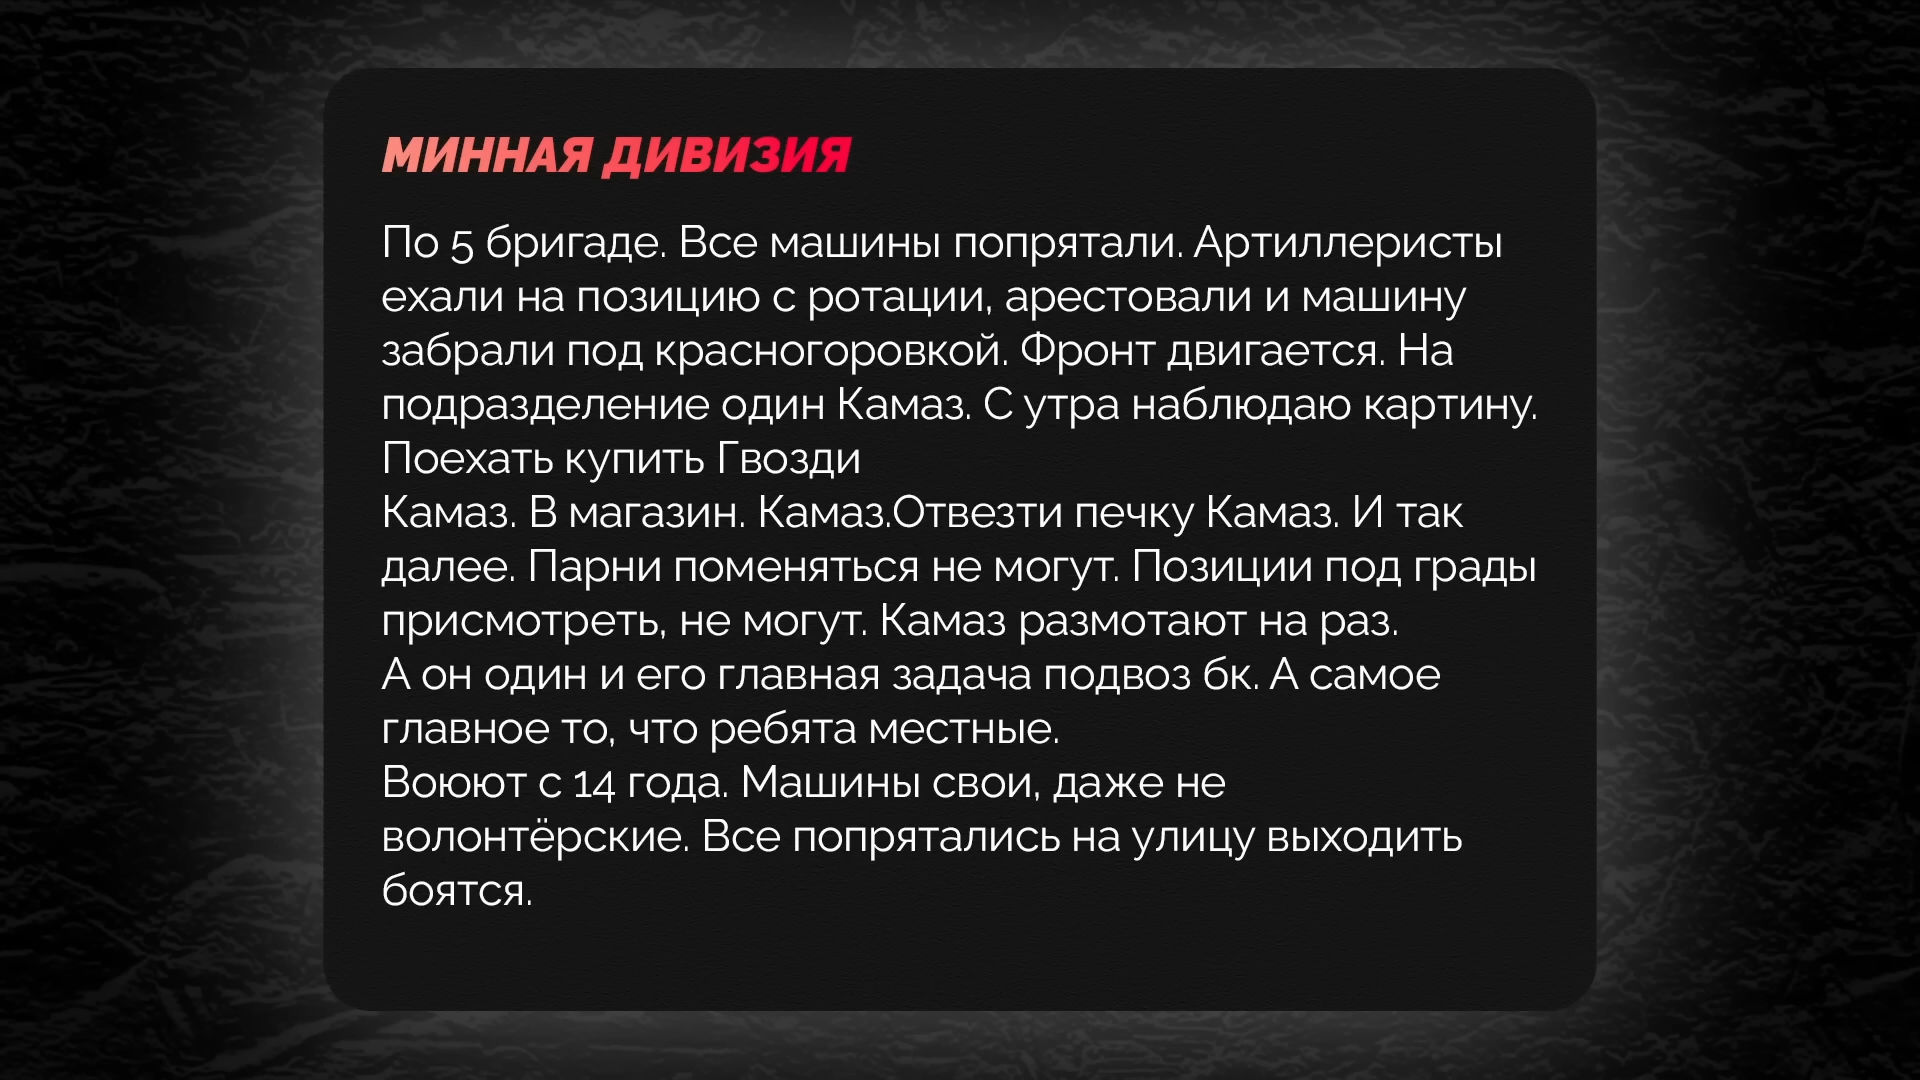 МИННАЯ ДИВИЗИЯ
По 5 бригаде. Все машины попрятали. Артиллеристы
ехали на позицию с ротации, арестовали и машину
забрали под красногоровкой. Фронт двигается. На
подразделение один Камаз. С утра наблюдаю картину.
Поехать купить Гвозди
Камаз. В магазин. Камаз.Отвезти печку Камаз. И так
далее. Парни поменяться не могут. Позиции под грады
присмотреть, не могут. Камаз размотают на раз.
А он один и его главная задача подвоз бк. А самое
главное то, что ребята местные.
Воюют с 14 года. Машины свои, даже не
волонтёрские. Все попрятались на улицу выходить
боятся.